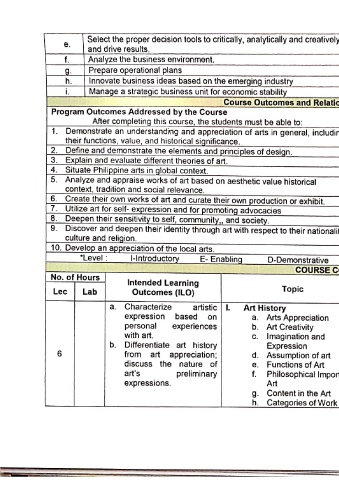 e. Select the proper decision tools to critically, analytically and creatively
and drive results.
f. Analyze the business environment.
g. Prepare operational plans
h. Innovate business ideas based on the emerging industry
i. Manage a strategic business unit for economic stability
Course Outcomes and Relatio
Program Outcomes Addressed by the Course
After completing this course, the students must be able to:
1. Demonstrate an understanding and appreciation of arts in general, includin
their functions, value, and historical significance.
2. Define and demonstrate the elements and principles of design.
3. Explain and evaluate different theories of art.
4. Situate Philippine arts in global context.
5. Analyze and appraise works of art based on aesthetic value historical
context, tradition and social relevance.
6. Create their own works of art and curate their own production or exhibit.
7. Utilize art for self- expression and for promoting advocacies
8. Deepen their sensitivity to self, community,, and society.
9. Discover and deepen their identity through art with respect to their nationali
culture and religion.
10. Develop an appreciation of the local arts.
*Level : I-Introductory E- Enabling D-Demonstrative
COURSE C
No. of Hours
Lec Lab
Intended Learning
Outcomes (ILO)
Topic
6
a. Characterize artistic
expression based on
personal experiences
with art.
b. Differentiate art history
from art appreciation;
discuss the nature of
art's preliminary
expressions.
I. Art History
a. Arts Appreciation
b. Art Creativity
c. Imagination and
Expression
d. Assumption of art
e. Functions of Art
f. Philosophical Impor
Art
g. Content in the Art
h. Categories of Work